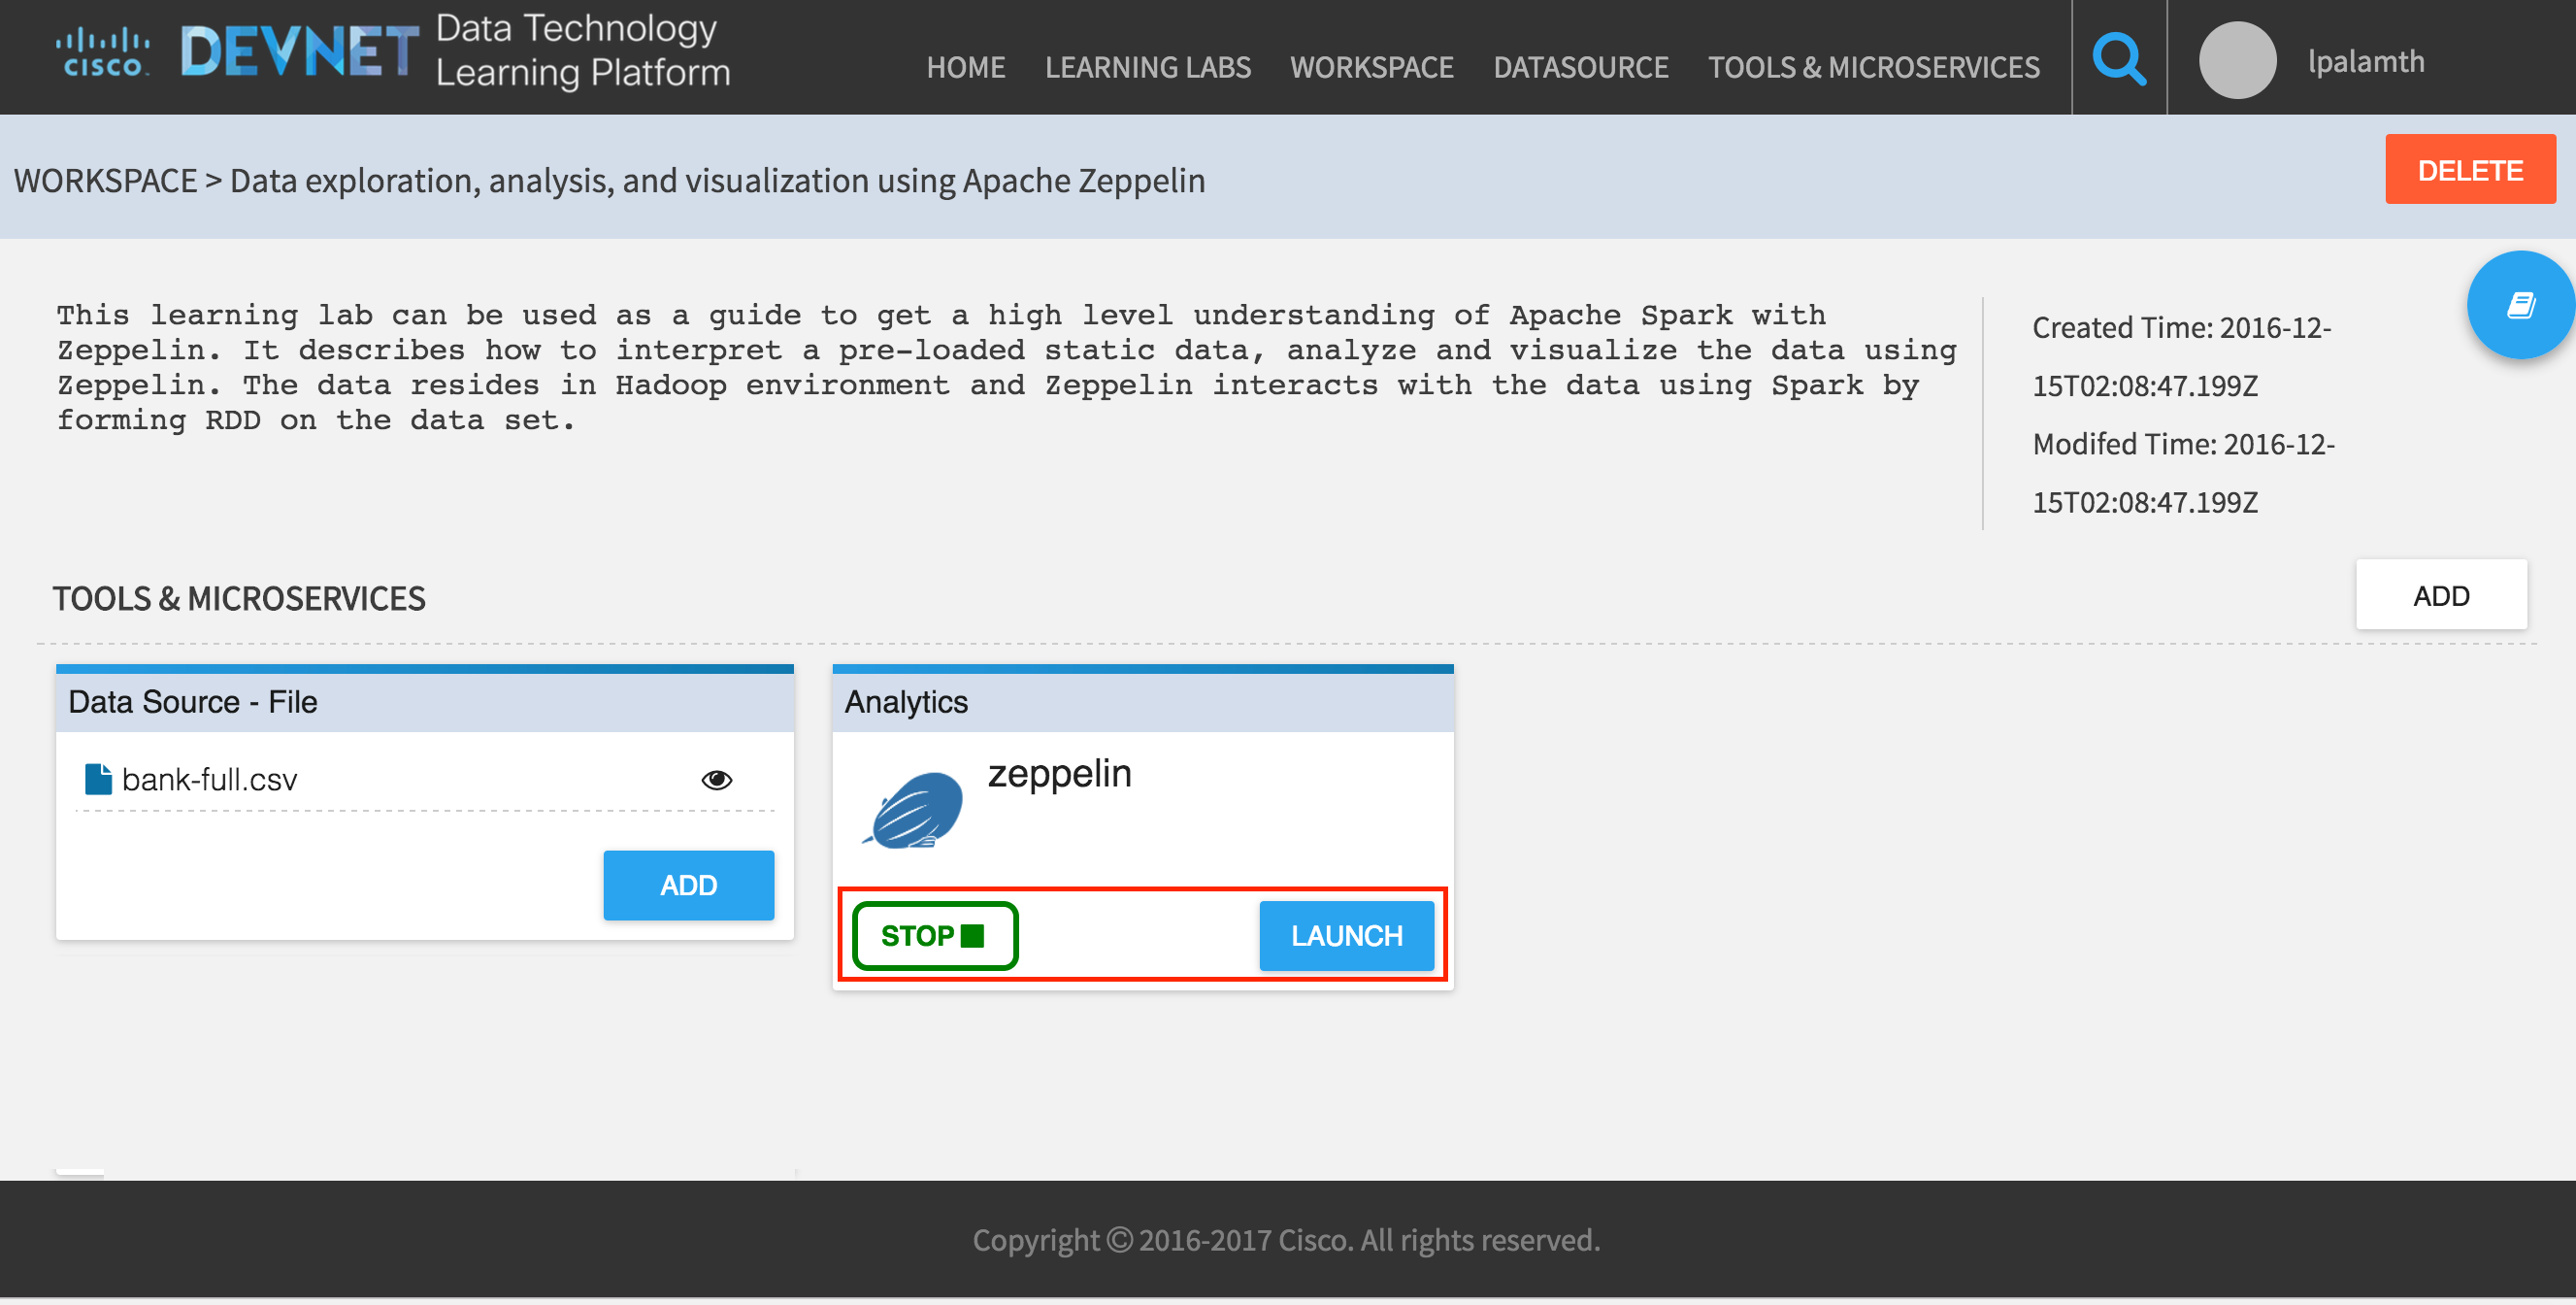 CISCO DEVNET Data Technology
Learning Platform
HOME LEARNING LABS WORKSPACE DATASOURCE TOOLS & MICROSERVICES lpalamth
WORKSPACE > Data exploration, analysis, and visualization using Apache Zeppelin
DELETE
This learning lab can be used as a guide to get a high level understanding of Apache Spark with
Zeppelin. It describes how to interpret a pre-loaded static data, analyze and visualize the data using
Zeppelin. The data resides in Hadoop environment and Zeppelin interacts with the data using Spark by
forming RDD on the data set.
Created Time: 2016-12-
15T02:08:47.199Z
Modifed Time: 2016-12-
15T02:08:47.199Z
TOOLS & MICROSERVICES
ADD
Data Source - File
bank-full.csv
ADD
Analytics
zeppelin
STOP
LAUNCH
Copyright © 2016-2017 Cisco. All rights reserved.